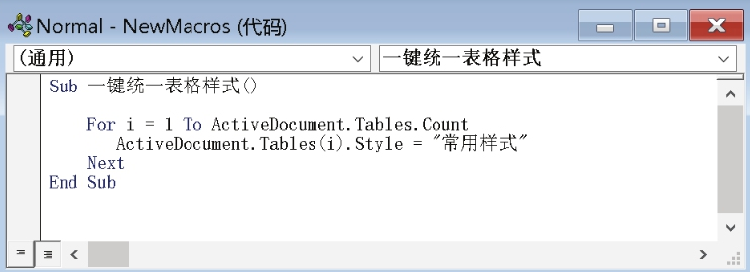 Normal - NewMacros (代码)
(通用)
一键统一表格样式
Sub 一键统一表格样式()
For i = 1 To ActiveDocument.Tables.Count
ActiveDocument.Tables(i).Style = "常用样式"
Next
End Sub